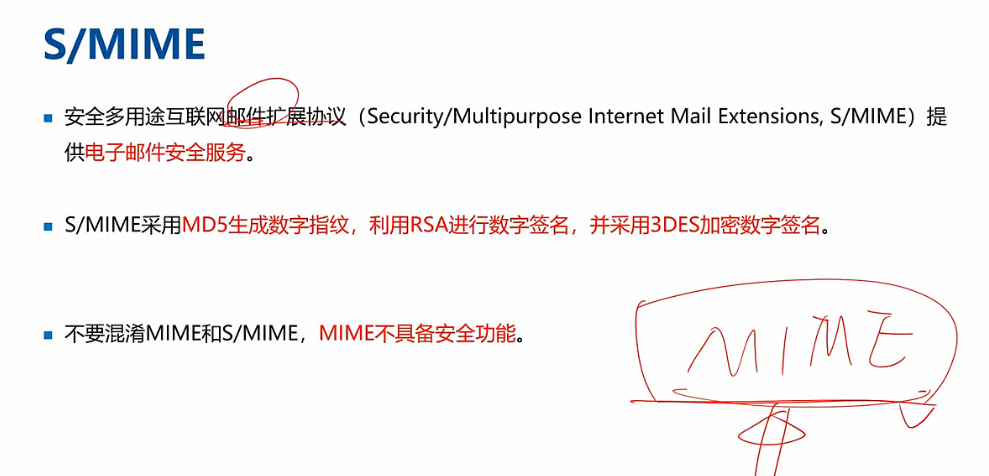 S/MIME
安全多用途互联网邮件扩展协议（Security/Multipurpose Internet Mail Extensions, S/MIME）提
供电子邮件安全服务。
S/MIME采用MD5生成数字指纹，利用RSA进行数字签名，并采用3DES加密数字签名。
不要混淆MIME和S/MIME，MIME不具备安全功能。
MIME